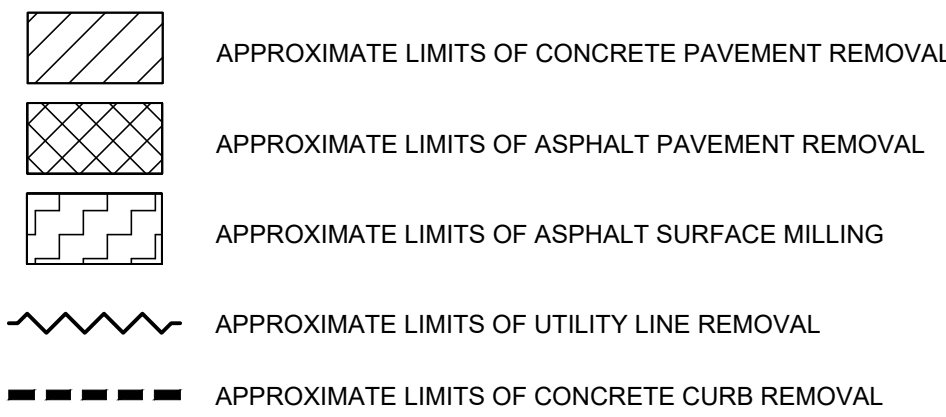 APPROXIMATE LIMITS OF CONCRETE PAVEMENT REMOVAL
APPROXIMATE LIMITS OF ASPHALT PAVEMENT REMOVAL
APPROXIMATE LIMITS OF ASPHALT SURFACE MILLING
APPROXIMATE LIMITS OF UTILITY LINE REMOVAL
APPROXIMATE LIMITS OF CONCRETE CURB REMOVAL